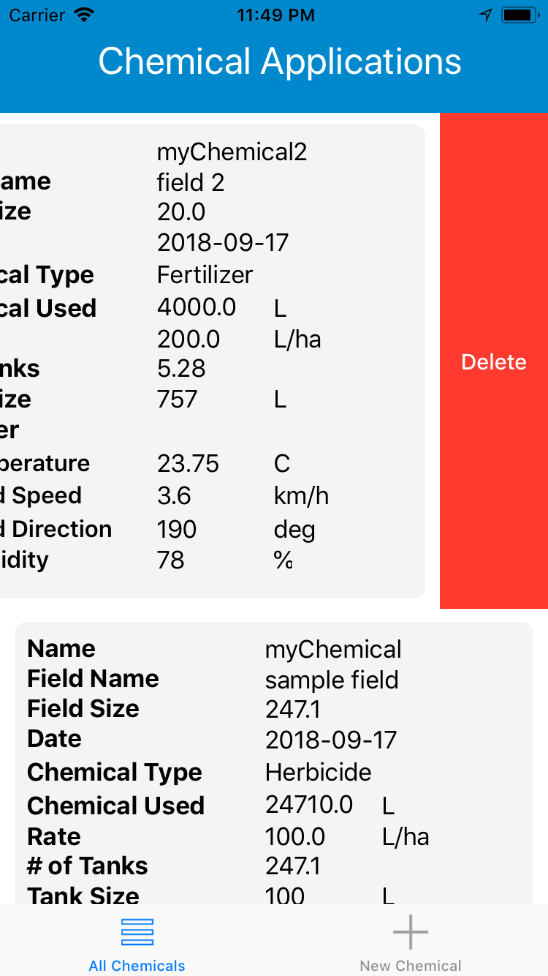 Carrier 11:49 PM
Chemical Applications
myChemical2
ame field 2
ize 20.0
2018-09-17
cal Type Fertilizer
cal Used 4000.0 L
200.0 L/ha
nks 5.28
ize 757 L
er
perature 23.75 C
d Speed 3.6 km/h
d Direction 190 deg
idity 78 %
Delete
Name myChemical
Field Name sample field
Field Size 247.1
Date 2018-09-17
Chemical Type Herbicide
Chemical Used 24710.0 L
Rate 100.0 L/ha
# of Tanks 247.1
Tank Size 100 L
All Chemicals New Chemical